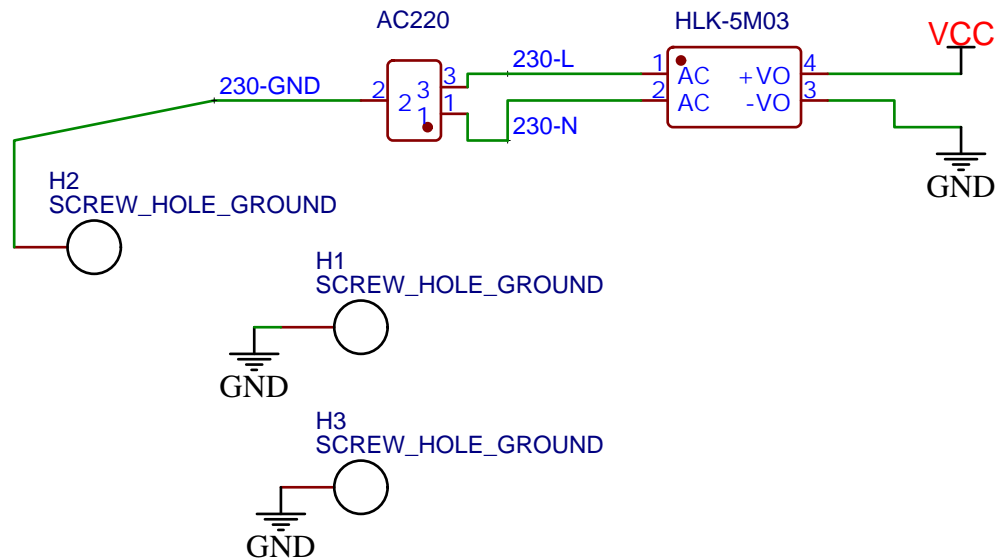 AC220
HLK-5M03
VCC
230-GND
2
2
3
1
3
1
230-L
230-N
1
2
AC
AC
+VO
-VO
4
3
GND
H2
SCREW_HOLE_GROUND
H1
SCREW_HOLE_GROUND
GND
H3
SCREW_HOLE_GROUND
GND